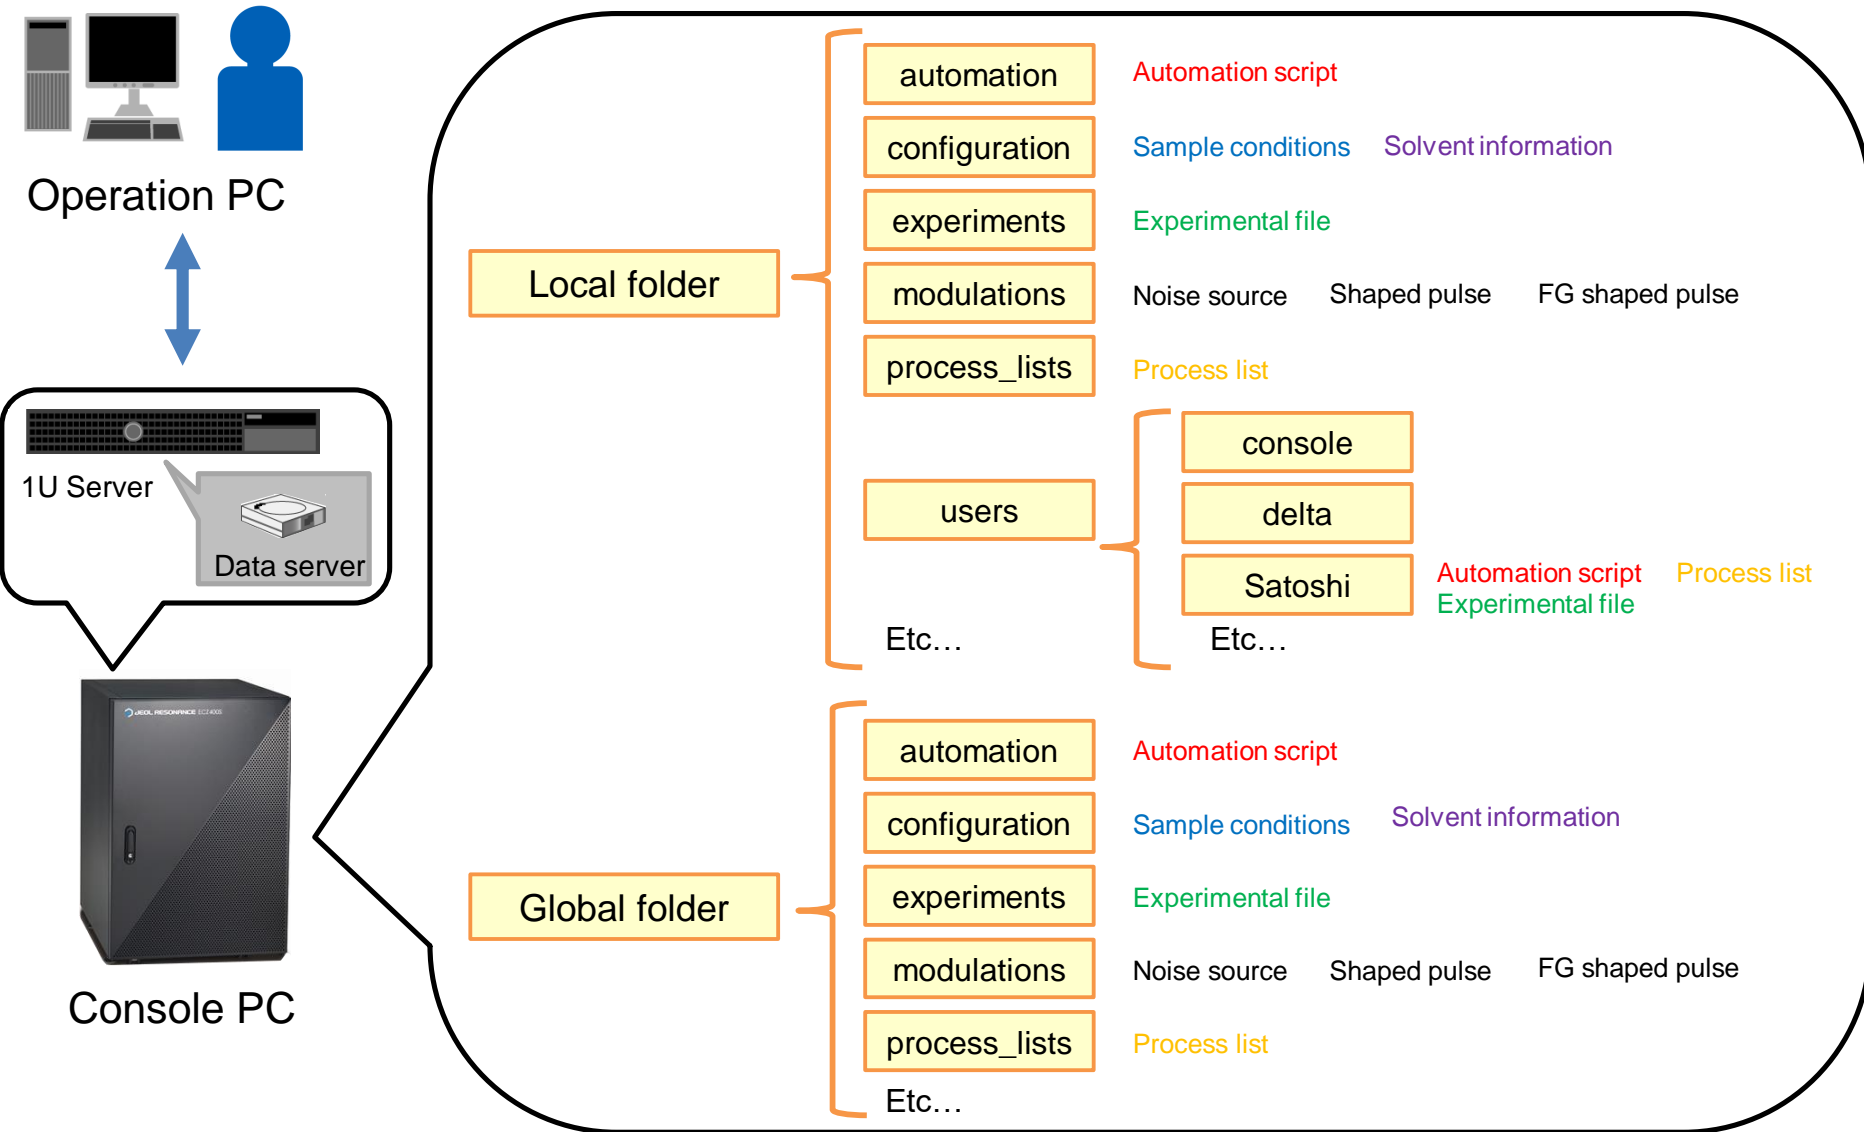 Operation PC
1U Server
Data server
JEOL RESONANCE ECZ400S
Console PC
Local folder
automation Automation script
configuration Sample conditions Solvent information
experiments Experimental file
modulations Noise source Shaped pulse FG shaped pulse
process_lists Process list
users
console
delta
Satoshi Automation script Process list
Experimental file
Etc… Etc…
Global folder
automation Automation script
configuration Sample conditions Solvent information
experiments Experimental file
modulations Noise source Shaped pulse FG shaped pulse
process_lists Process list
Etc…